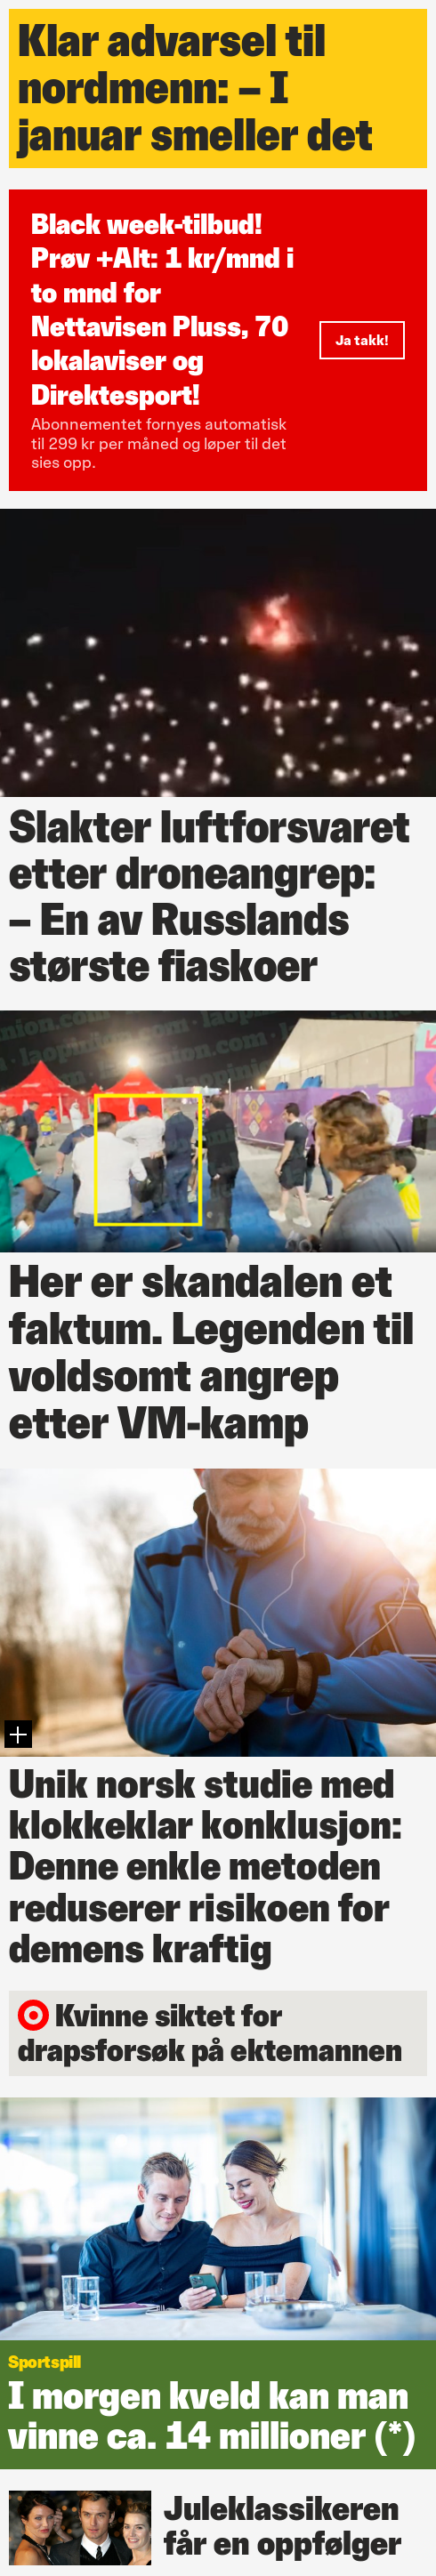 Klar advarsel til
nordmenn: – I
januar smeller det
Black week-tilbud!
Prøv +Alt: 1 kr/mnd i
to mnd for
Nettavisen Pluss, 70
lokalaviser og
Direktesport!
Ja takk!
Abonnementet fornyes automatisk
til 299 kr per måned og løper til det
sies opp.
Slakter luftforsvaret
etter droneangrep:
– En av Russlands
største fiaskoer
laopinion.com
Her er skandalen et
faktum. Legenden til
voldsomt angrep
etter VM-kamp
Unik norsk studie med
klokkeklar konklusjon:
Denne enkle metoden
reduserer risikoen for
demens kraftig
Kvinne siktet for
drapsforsøk på ektemannen
Sportspill
I morgen kveld kan man
vinne ca. 14 millioner (*)
Juleklassikeren
får en oppfølger